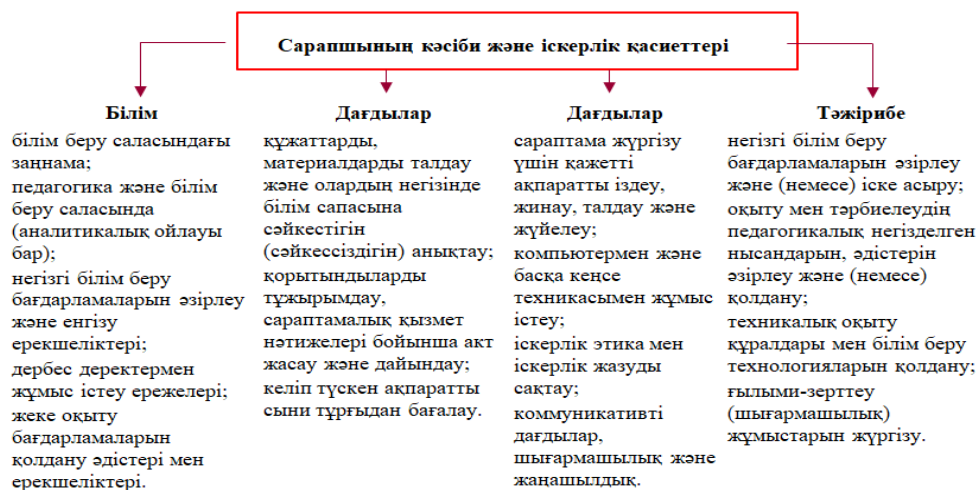 Сарапшының кәсіби және іскерлік қасиеттері
Білім
білім беру саласындағы
заңнама;
педагогика және білім
беру саласында
(аналитикалық ойлауы
бар);
негізгі білім беру
бағдарламаларын әзірлеу
және енгізу
ерекшеліктері;
дербес деректермен
жұмыс істеу ережелері;
жеке оқыту
бағдарламаларын
қолдану әдістері мен
ерекшеліктері.
Дағдылар
құжаттарды,
материалдарды талдау
және олардың негізінде
білім сапасына
сәйкестігін
(сәйкессіздігін) анықтау;
қорытындыларды
тұжырымдау,
сараптамалық қызмет
нәтижелері бойынша акт
жасау және дайындау;
келіп түскен ақпаратты
сыни тұрғыдан бағалау.
Дағдылар
сараптама жүргізу
үшін қажетті
ақпаратты іздеу,
жинау, талдау және
жүйелеу;
компьютермен және
басқа кеңсе
техникасымен жұмыс
істеу;
іскерлік этика мен
іскерлік жазуды
сақтау;
коммуникативті
дағдылар,
шығармашылық және
жаңашылдық.
Тәжірибе
негізгі білім беру
бағдарламаларын әзірлеу
және (немесе) іске асыру;
оқыту мен тәрбиелеудің
педагогикалық негізделген
нысандарын, әдістерін
әзірлеу және (немесе)
қолдану;
техникалық оқыту
құралдары мен білім беру
технологияларын қолдану;
ғылыми-зерттеу
(шығармашылық)
жұмыстарын жүргізу.